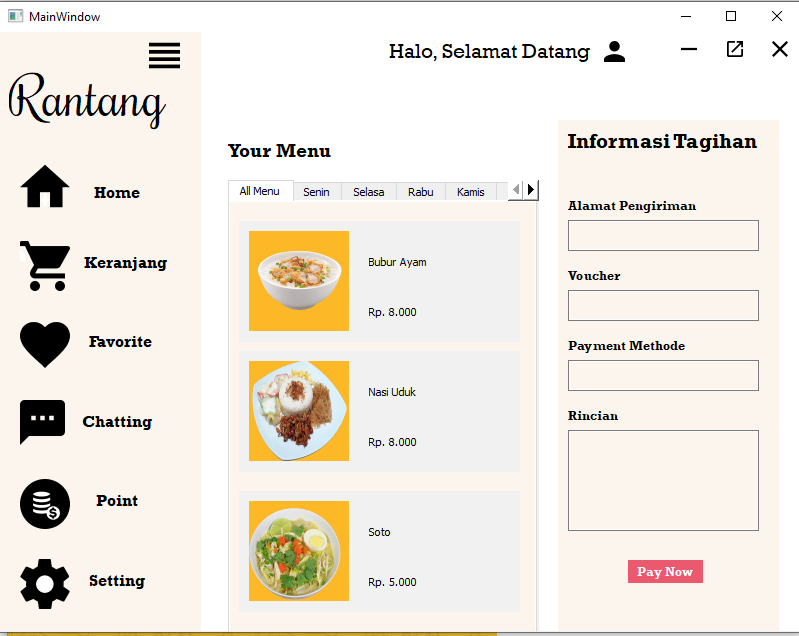 MainWindow
Halo, Selamat Datang
Rantang
Home
Keranjang
Favorite
Chatting
Point
Setting
Your Menu
All Menu Senin Selasa Rabu Kamis
Bubur Ayam
Rp. 8.000
Nasi Uduk
Rp. 8.000
Soto
Rp. 5.000
Informasi Tagihan
Alamat Pengiriman
Voucher
Payment Methode
Rincian
Pay Now